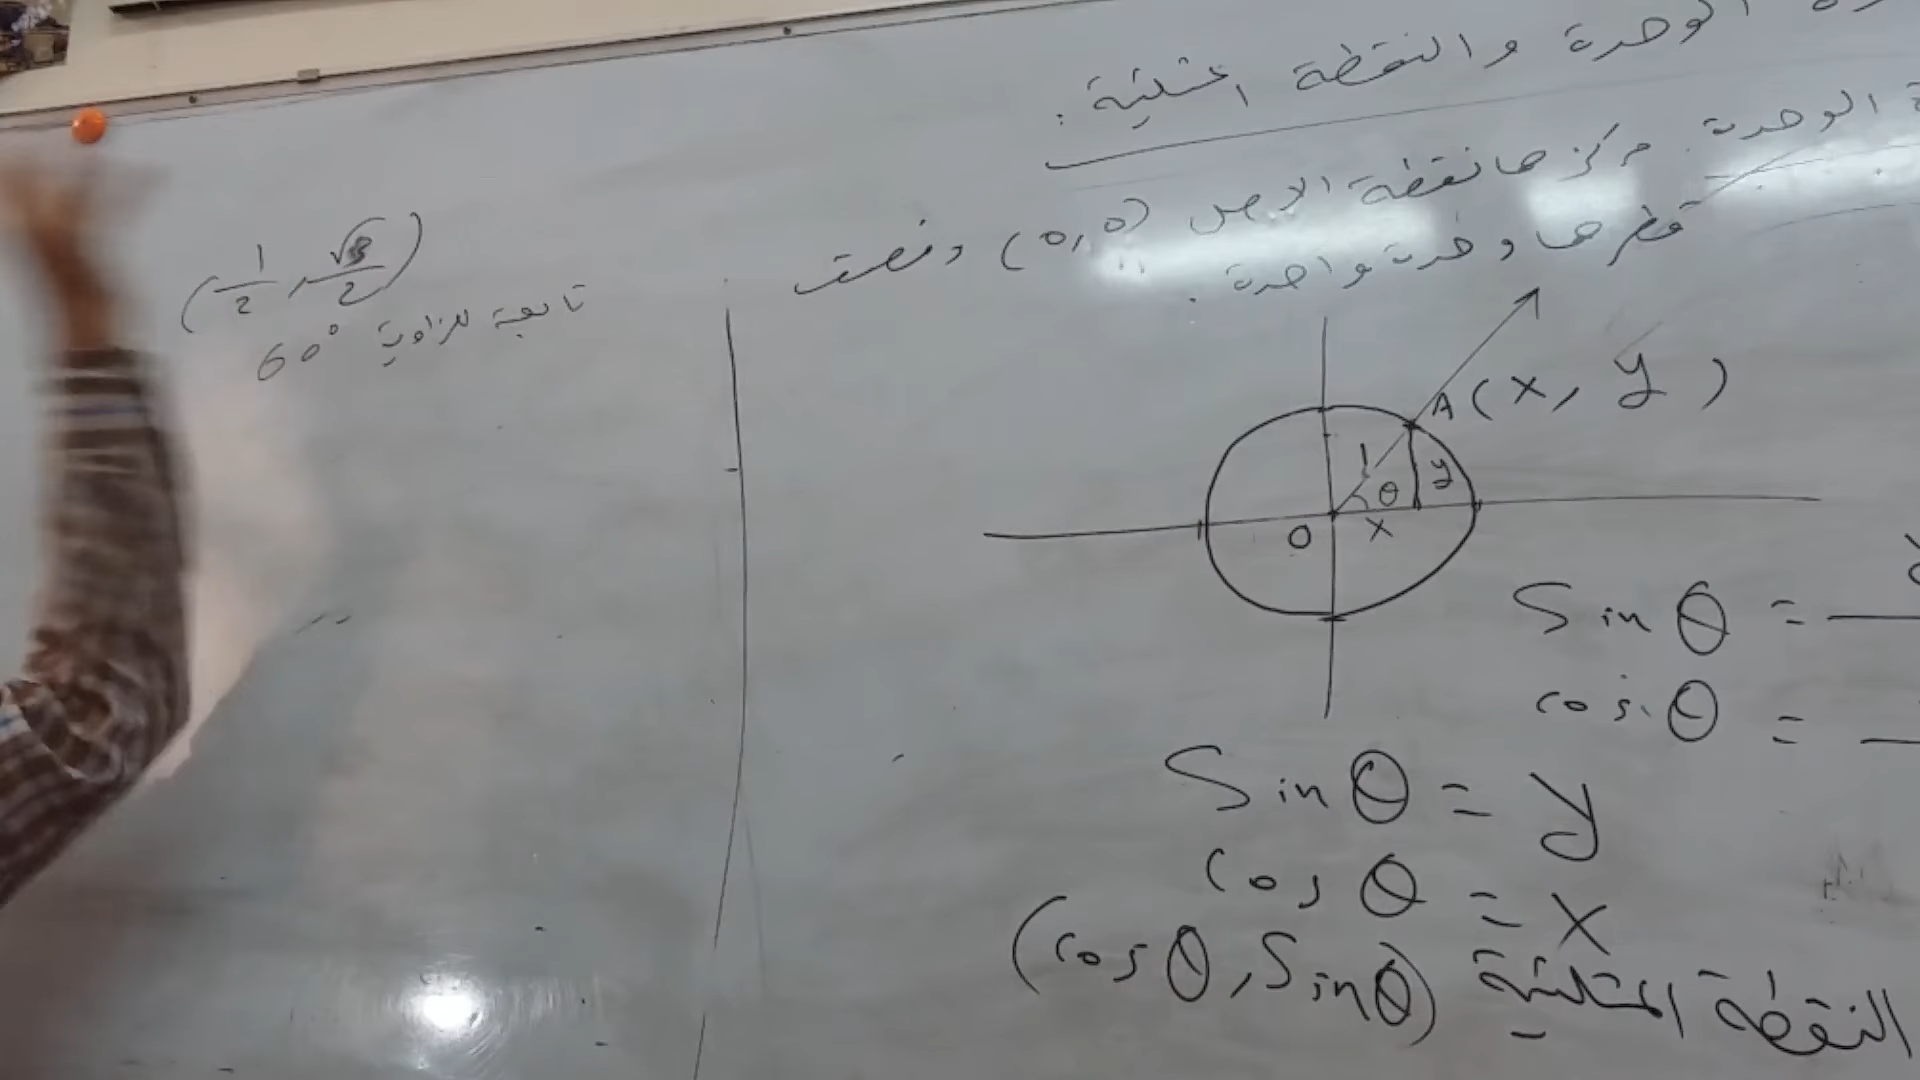 الوحدة والنقطة المثلثية :
الوحدة . مركزها نقطة الاصل (0,0) ونصف
قطرها وحدة واحدة .
A (x, y)
1
θ
y
O
x
Sin θ =
cos θ =
Sin θ = y
cos θ = x
النقطة المثلثية (cos θ, Sin θ)
(1/2, √3/2)
تابعة للزاوية 60°